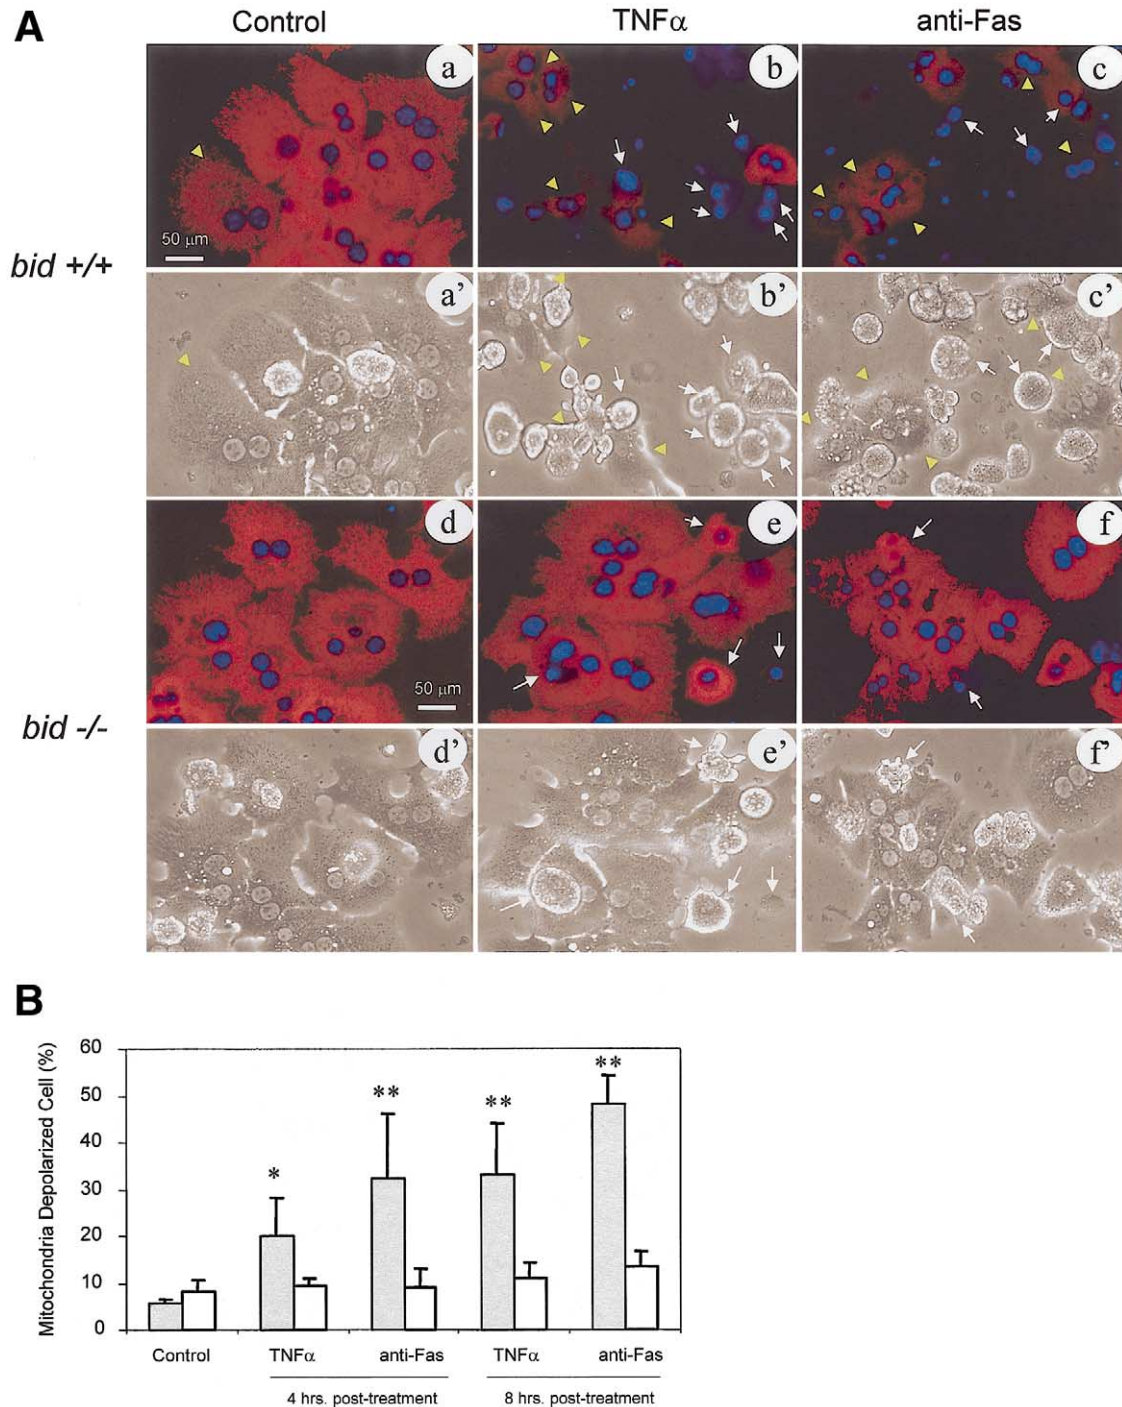 A
Control
TNFα
anti-Fas
bid +/+
a
b
c
50 μm
a'
b'
c'
bid -/-
d
e
f
50 μm
d'
e'
f'
B
Mitochondria Depolarized Cell (%)
60
50
40
30
20
10
0
*
**
**
**
Control
TNFα
anti-Fas
TNFα
anti-Fas
4 hrs. post-treatment
8 hrs. post-treatment